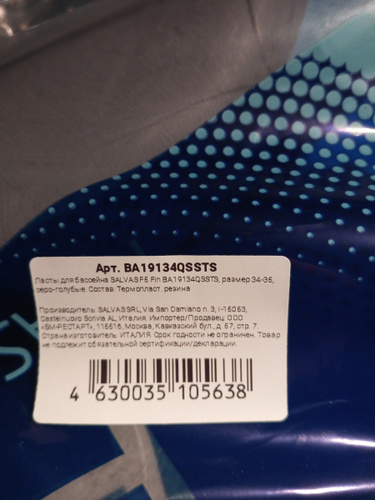 Арт. BA19134QSSTS
Ласты для бассейна SALVAS F5 Fin BA19134QSSTS, размер 34-35,
серо-голубые. Состав: Термопласт. резина
Производитель: SALVAS SRL, Via San Damiano n. 3, I-15053,
Castelnuovo Scrivia AL, Италия. Импортер/Продавец: ООО
«ВМ-РЕСТАРТ», 115516, Москва, Кавказский бул., д. 57, стр. 7.
Страна изготовитель: ИТАЛИЯ. Срок годности не ограничен. Товар
не подлежит обязательной сертификации/декларации.
4 630035 105638